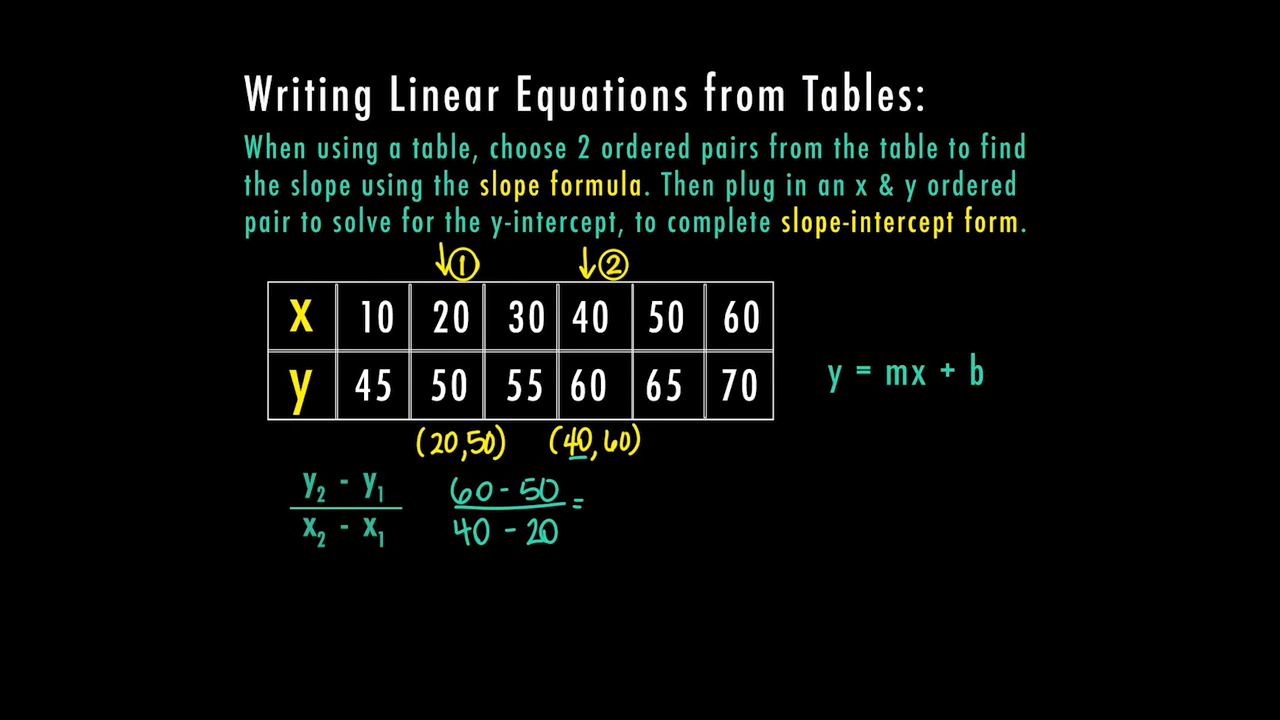 Writing Linear Equations from Tables:
When using a table, choose 2 ordered pairs from the table to find
the slope using the slope formula. Then plug in an x & y ordered
pair to solve for the y-intercept, to complete slope-intercept form.
↓① ↓②
x 10 20 30 40 50 60
y 45 50 55 60 65 70
y = mx + b
(20,50) (40,60)
y₂ - y₁
x₂ - x₁
60 - 50 =
40 - 20